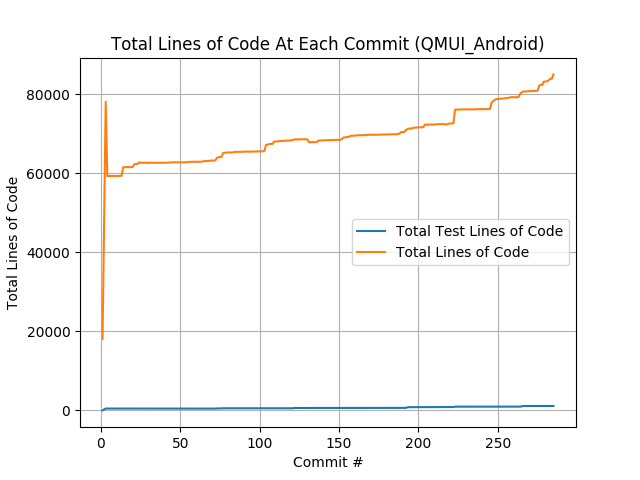 Total Lines of Code At Each Commit (QMUI_Android)
Total Lines of Code
80000
60000
40000
20000
0
Total Test Lines of Code
Total Lines of Code
0
50
100
150
200
250
Commit #